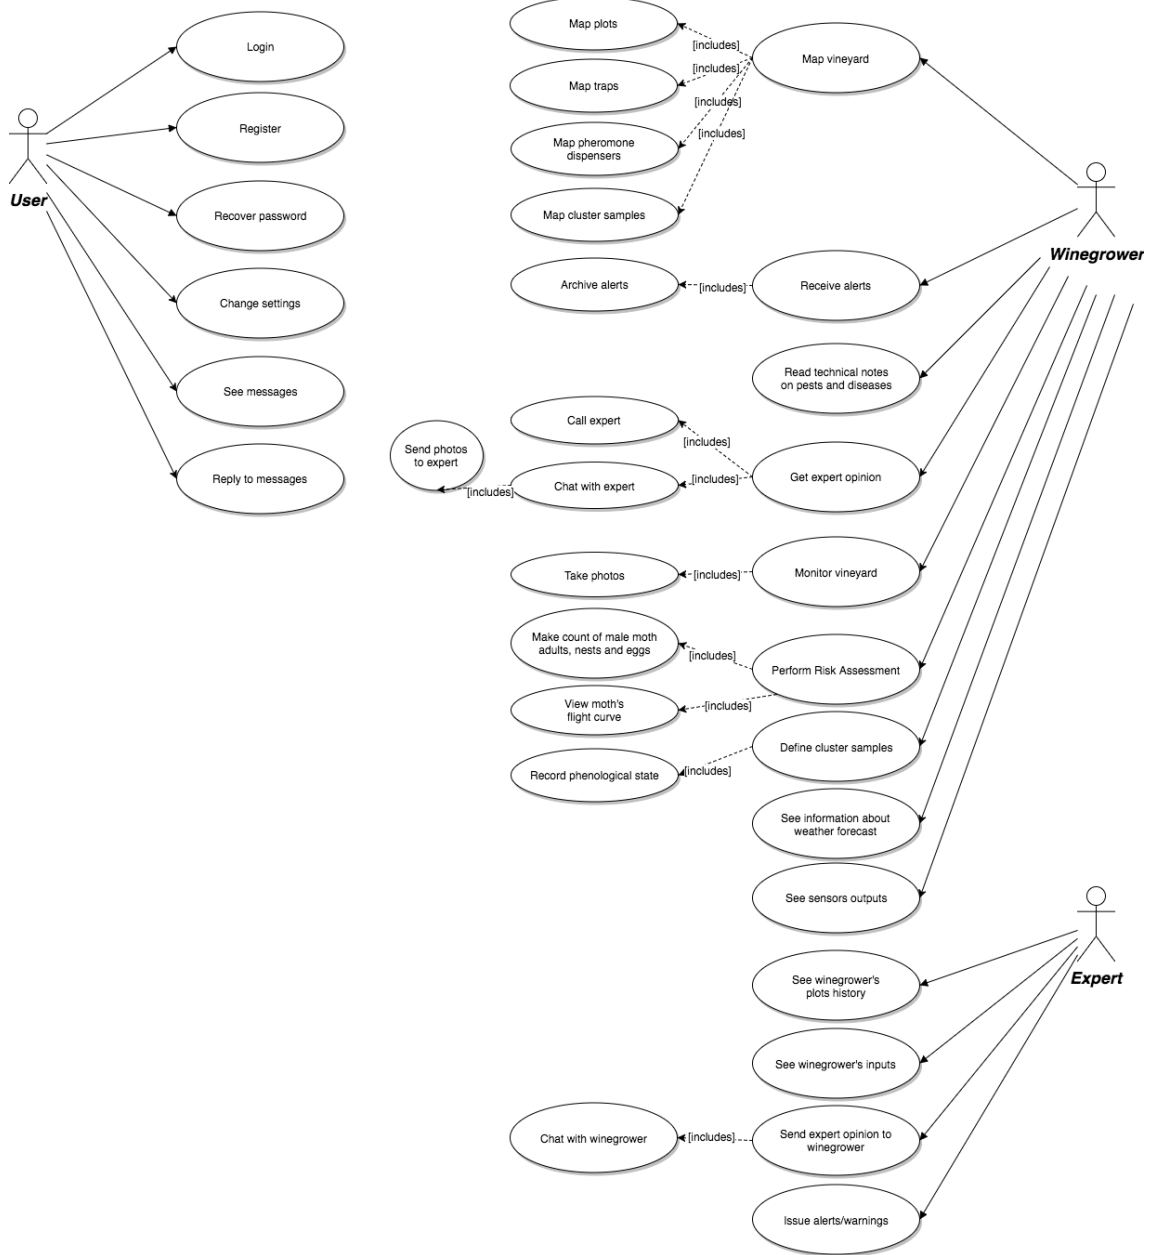 Login
Register
Recover password
Change settings
See messages
Reply to messages
User
Map plots
Map traps
Map pheromone
dispensers
Map cluster samples
[includes]
[includes]
[includes]
[includes]
Map vineyard
Winegrower
Archive alerts
[includes]
Receive alerts
Read technical notes
on pests and diseases
Call expert
[includes]
Send photos
to expert
[includes]
Chat with expert
[includes]
Get expert opinion
Take photos
[includes]
Monitor vineyard
Make count of male moth
adults, nests and eggs
[includes]
Perform Risk Assessment
View moth's
flight curve
[includes]
Define cluster samples
Record phenological state
[includes]
See information about
weather forecast
See sensors outputs
Expert
See winegrower's
plots history
See winegrower's inputs
Chat with winegrower
[includes]
Send expert opinion to
winegrower
Issue alerts/warnings